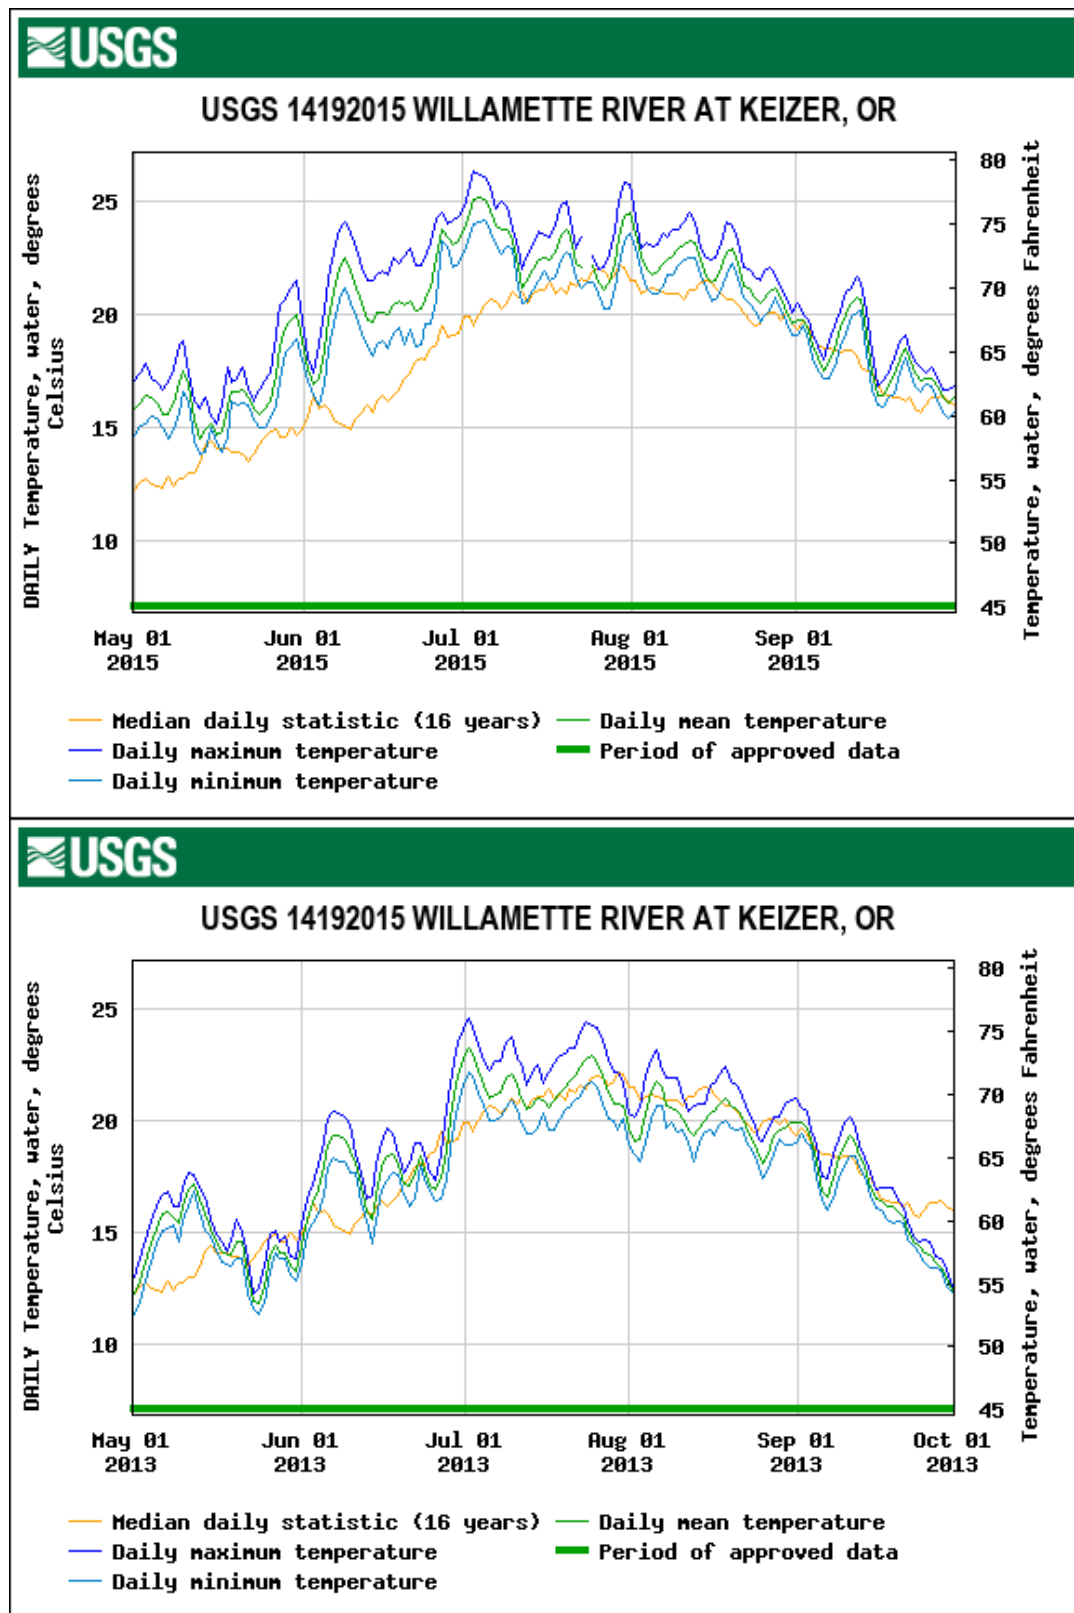 USGS
USGS 14192015 WILLAMETTE RIVER AT KEIZER, OR
DAILY Temperature, water, degrees
Celsius
25
20
15
10
80
75
70
65
60
55
50
45
Temperature, water, degrees Fahrenheit
May 01 Jun 01 Jul 01 Aug 01 Sep 01
2015 2015 2015 2015 2015
Median daily statistic (16 years) Daily mean temperature
Daily maximum temperature Period of approved data
Daily minimum temperature
USGS
USGS 14192015 WILLAMETTE RIVER AT KEIZER, OR
DAILY Temperature, water, degrees
Celsius
25
20
15
10
80
75
70
65
60
55
50
45
Temperature, water, degrees Fahrenheit
May 01 Jun 01 Jul 01 Aug 01 Sep 01 Oct 01
2013 2013 2013 2013 2013 2013
Median daily statistic (16 years) Daily mean temperature
Daily maximum temperature Period of approved data
Daily minimum temperature